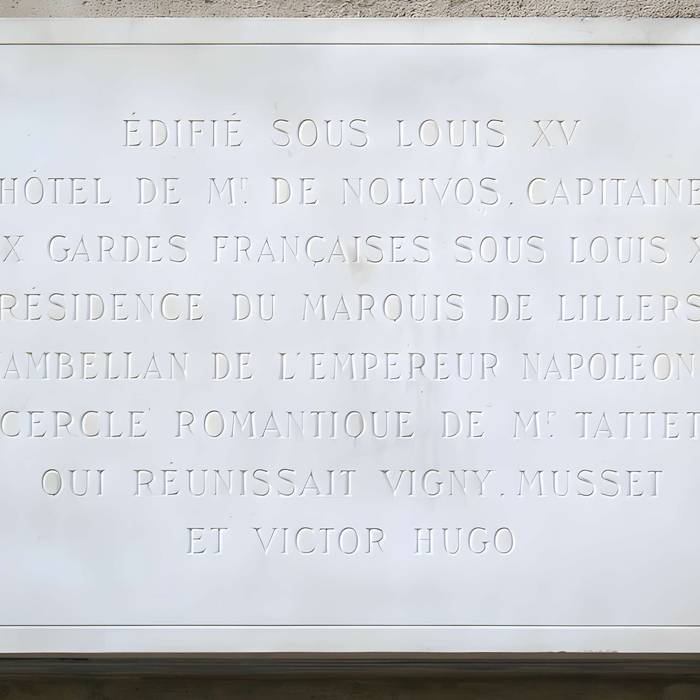 ÉDIFIÉ SOUS LOUIS XV
HÔTEL DE Mr. DE NOLIVOS, CAPITAINE
X GARDES FRANÇAISES SOUS LOUIS X
RÉSIDENCE DU MARQUIS DE LILLERS
AMBELLAN DE L'EMPEREUR NAPOLÉON
CERCLE ROMANTIQUE DE Mr. TATTET
QUI RÉUNISSAIT VIGNY, MUSSET
ET VICTOR HUGO